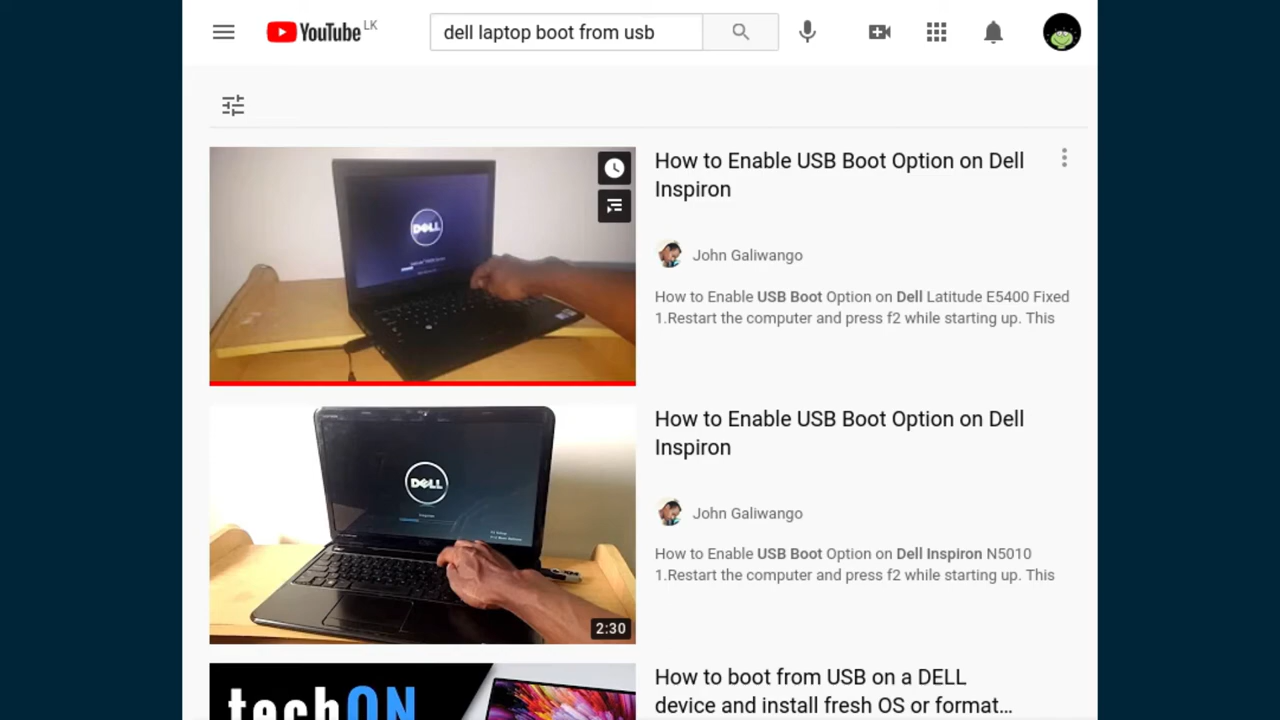 YouTube LK
dell laptop boot from usb
How to Enable USB Boot Option on Dell
Inspiron
John Galiwango
How to Enable USB Boot Option on Dell Latitude E5400 Fixed
1.Restart the computer and press f2 while starting up. This
DELL
How to Enable USB Boot Option on Dell
Inspiron
John Galiwango
How to Enable USB Boot Option on Dell Inspiron N5010
1.Restart the computer and press f2 while starting up. This
DELL
2:30
How to boot from USB on a DELL
device and install fresh OS or format...
techON